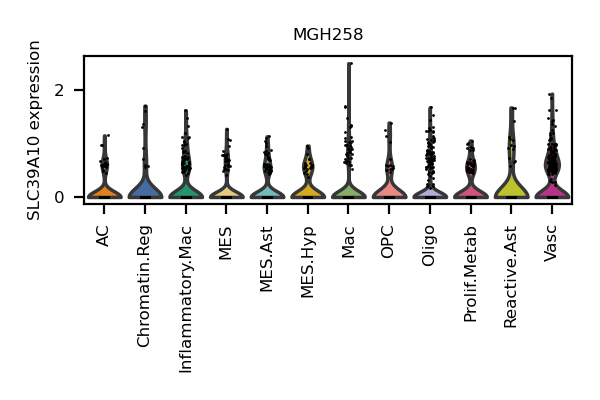 MGH258
SLC39A10 expression
2
0
AC
Chromatin.Reg
Inflammatory.Mac
MES
MES.Ast
MES.Hyp
Mac
OPC
Oligo
Prolif.Metab
Reactive.Ast
Vasc